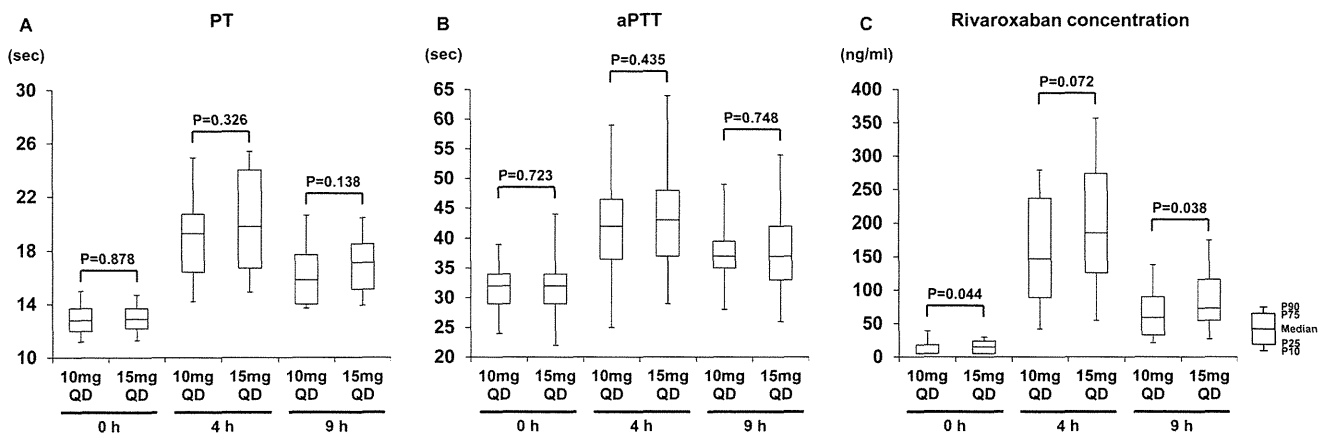 A PT
(sec)
30
26
22
18
14
10
P=0.878
P=0.326
P=0.138
10mg QD 15mg QD 10mg QD 15mg QD 10mg QD 15mg QD
0 h 4 h 9 h
B aPTT
(sec)
65
60
55
50
45
40
35
30
25
20
P=0.723
P=0.435
P=0.748
10mg QD 15mg QD 10mg QD 15mg QD 10mg QD 15mg QD
0 h 4 h 9 h
C Rivaroxaban concentration
(ng/ml)
400
350
300
250
200
150
100
50
0
P=0.044
P=0.072
P=0.038
10mg QD 15mg QD 10mg QD 15mg QD 10mg QD 15mg QD
0 h 4 h 9 h
P90
P75
Median
P25
P10